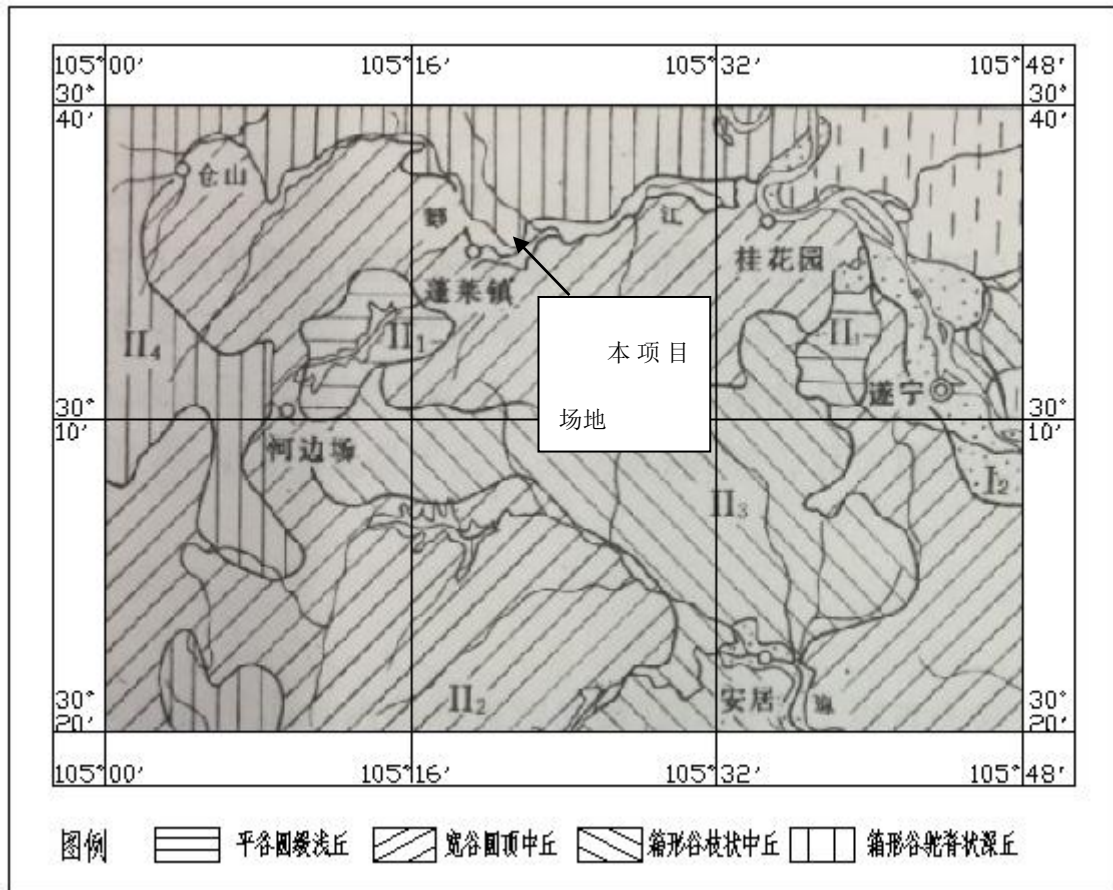 105°00′ 105°16′ 105°32′ 105°48′
30° 30°
40′ 40′
仓山
郪 江
桂花园
蓬莱镇
本项目
场地
II₄ II₁ II₁
遂宁
30° 30°
10′ 10′
河边场
I₂
II₃
II₂
安居
30° 30°
20′ 20′
105°00′ 105°16′ 105°32′ 105°48′
图例 平谷圆缓浅丘 宽谷圆顶中丘 箱形谷枝状中丘 箱形谷驼脊状深丘